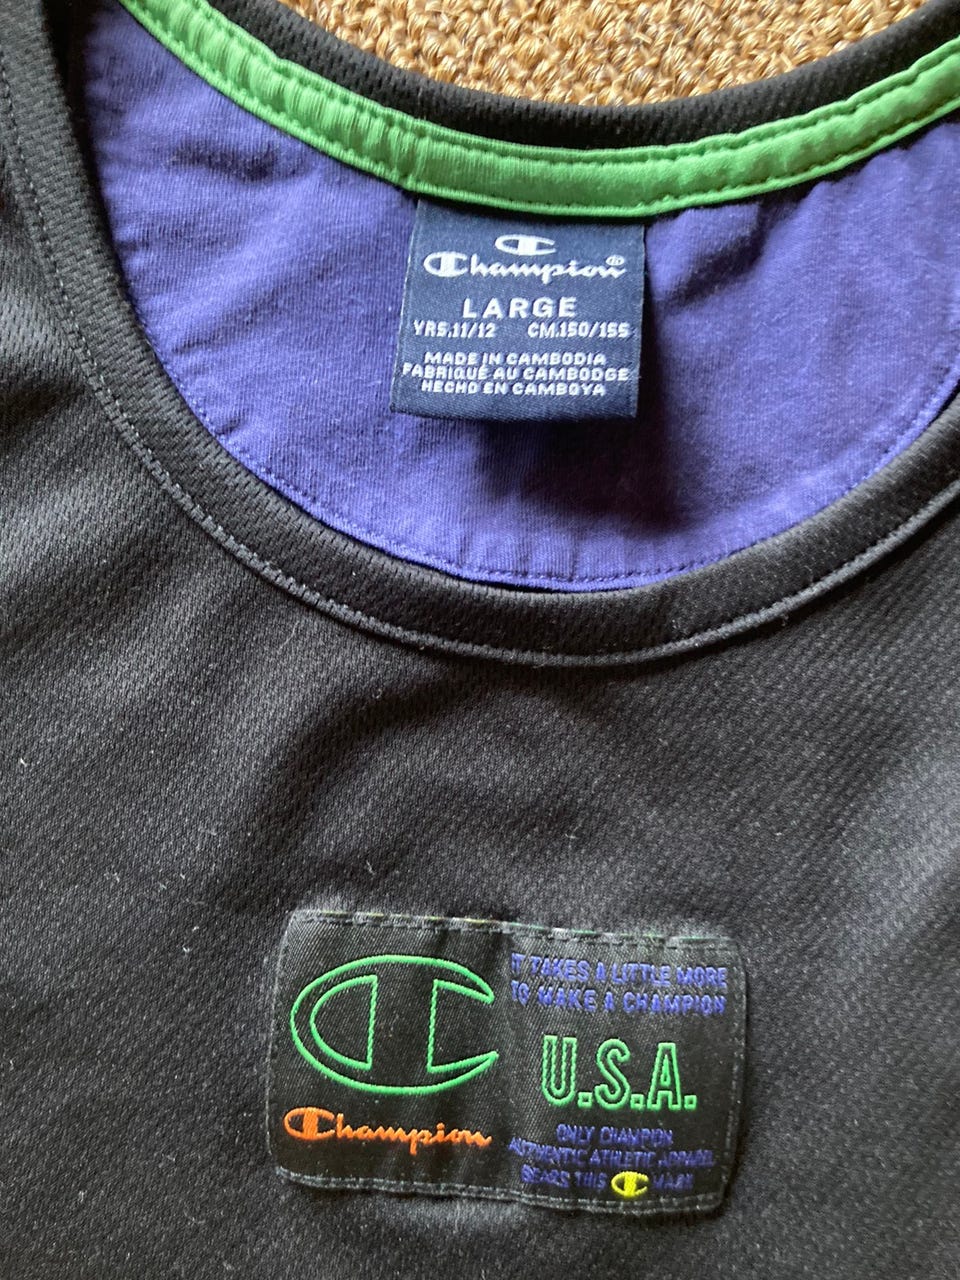 Champion®
LARGE
YRS.11/12 CM.150/155
MADE IN CAMBODIA
FABRIQUÉ AU CAMBODGE
HECHO EN CAMBOYA
IT TAKES A LITTLE MORE
TO MAKE A CHAMPION
U.S.A.
Champion
ONLY CHAMPION
AUTHENTIC ATHLETIC APPAREL
BEARS THIS C MARK